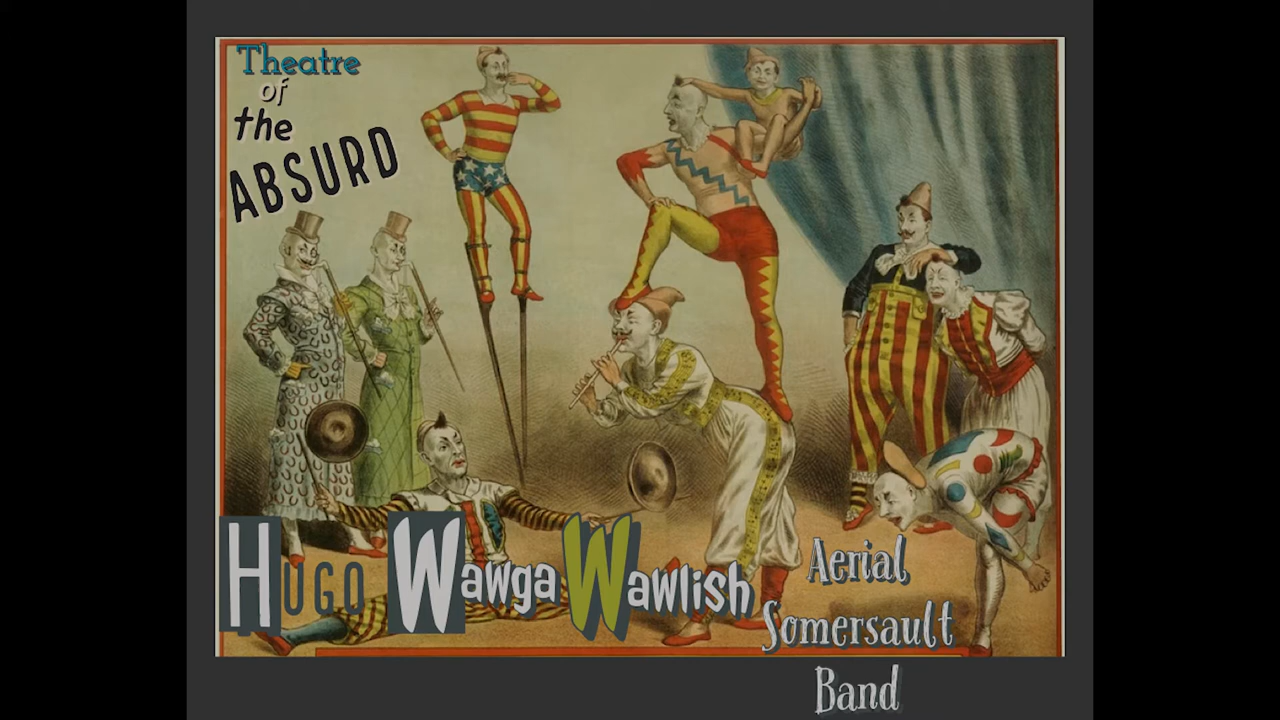 Theatre
of
the
ABSURD
HUGO WAWGA WAWLISH
Aerial
Somersault
Band